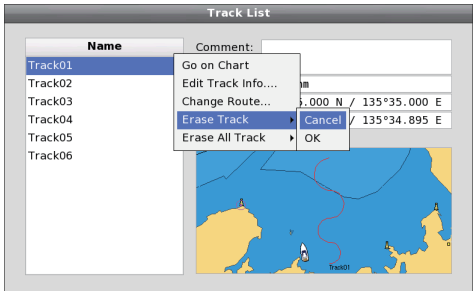 Track List
Name
Comment:
Track01
Track02
Track03
Track04
Track05
Track06
Go on Chart
Edit Track Info....
Change Route...
Erase Track
Erase All Track
Cancel
OK
.000 N / 135°35.000 E
/ 135°34.895 E
Track01